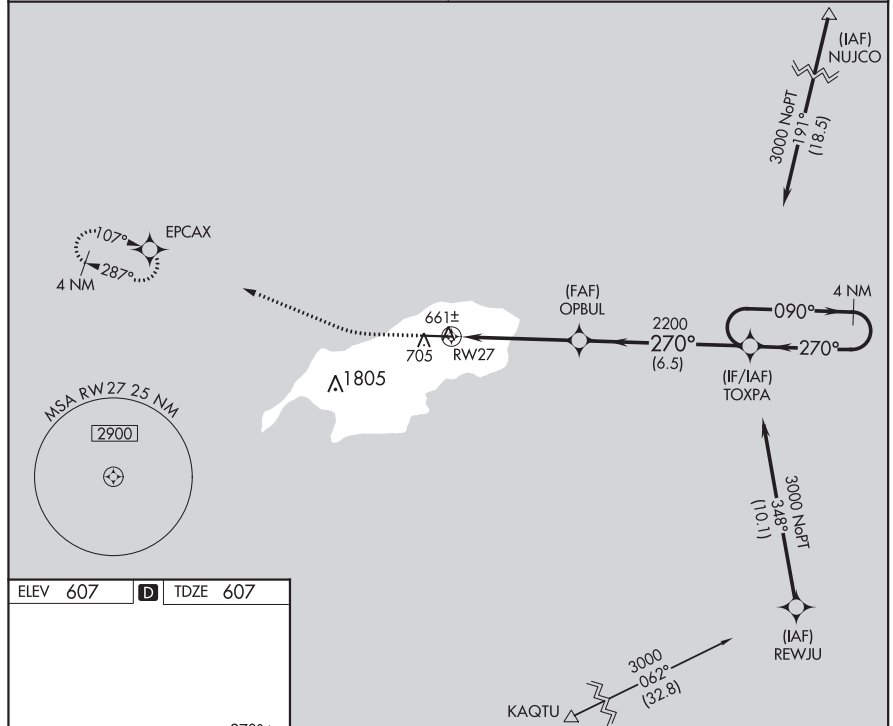 (IAF)
NUJCO
3000 NoPT
191°
(18.5)
107°
EPCAX
287°
4 NM
(FAF)
OPBUL
4 NM
090°
661±
2200
270°
270°
705
RW27
(6.5)
(IF/IAF)
TOXPA
1805
MSA RW27 25 NM
2900
3000 NoPT
348°
(10.1)
ELEV 607 D TDZE 607
(IAF)
REWJU
3000
062°
(32.8)
KAQTU